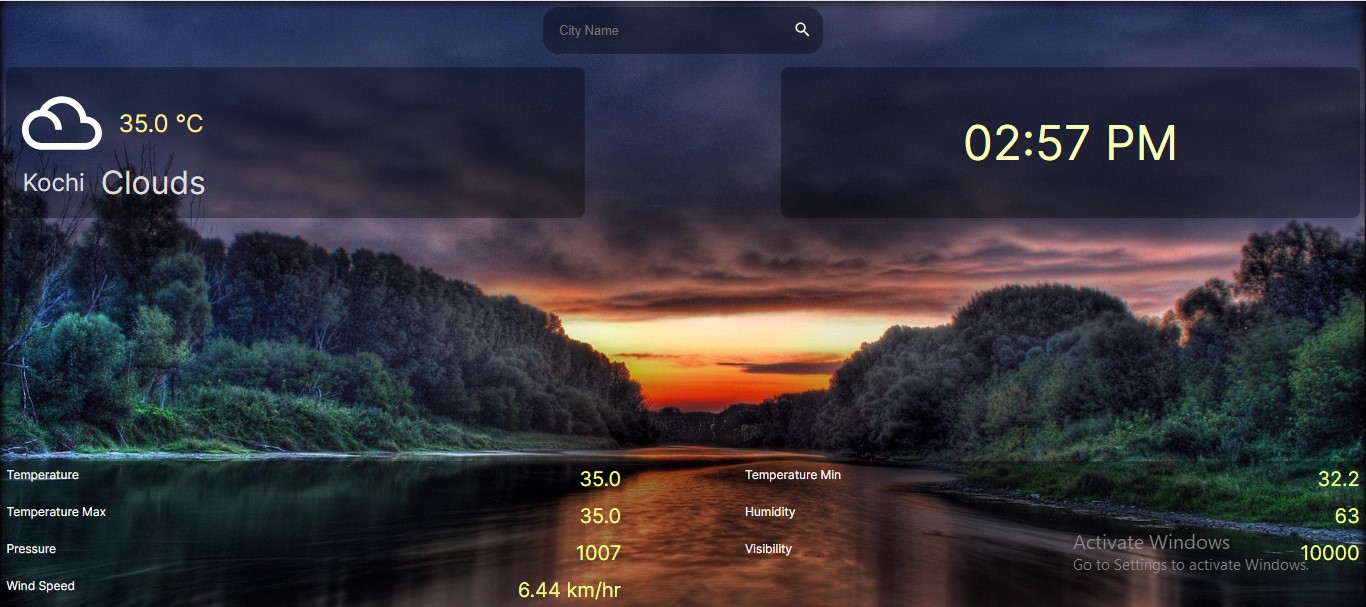 City Name
35.0 °C
Kochi Clouds
02:57 PM
Temperature 35.0
Temperature Min 32.2
Temperature Max 35.0
Humidity 63
Pressure 1007
Visibility 10000
Wind Speed 6.44 km/hr
Activate Windows
Go to Settings to activate Windows.